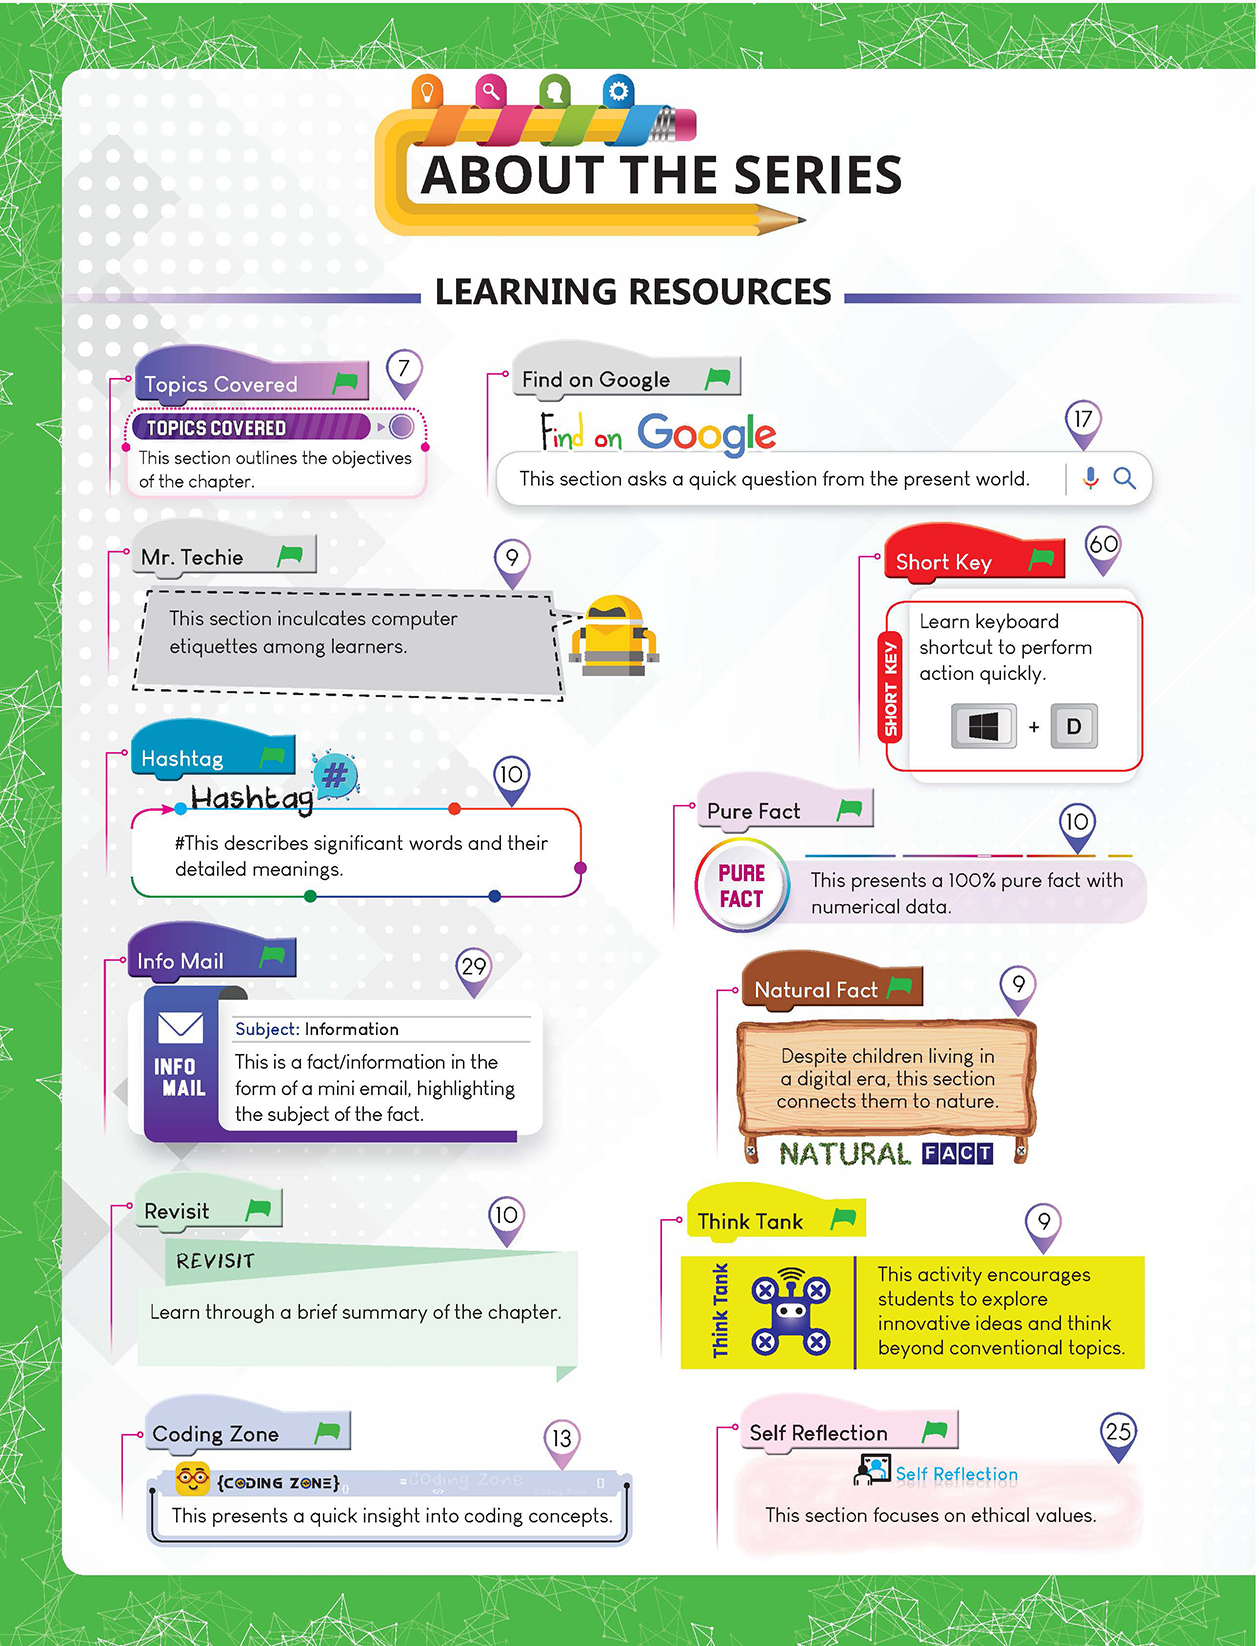 ABOUT THE SERIES
LEARNING RESOURCES
Topics Covered
7
TOPICS COVERED
This section outlines the objectives
of the chapter.
Find on Google
Find on Google
17
This section asks a quick question from the present world.
Mr. Techie
9
This section inculcates computer
etiquettes among learners.
Short Key
60
SHORT KEY
Learn keyboard
shortcut to perform
action quickly.
+ D
Hashtag
#
Hashtag
10
#This describes significant words and their
detailed meanings.
Pure Fact
10
PURE
FACT
This presents a 100% pure fact with
numerical data.
Info Mail
29
INFO
MAIL
Subject: Information
This is a fact/information in the
form of a mini email, highlighting
the subject of the fact.
Natural Fact
9
Despite children living in
a digital era, this section
connects them to nature.
NATURAL FACT
Revisit
10
REVISIT
Learn through a brief summary of the chapter.
Think Tank
9
Think Tank
This activity encourages
students to explore
innovative ideas and think
beyond conventional topics.
Coding Zone
13
{CODING ZONE}
Coding Zone
This presents a quick insight into coding concepts.
Self Reflection
25
Self Reflection
This section focuses on ethical values.